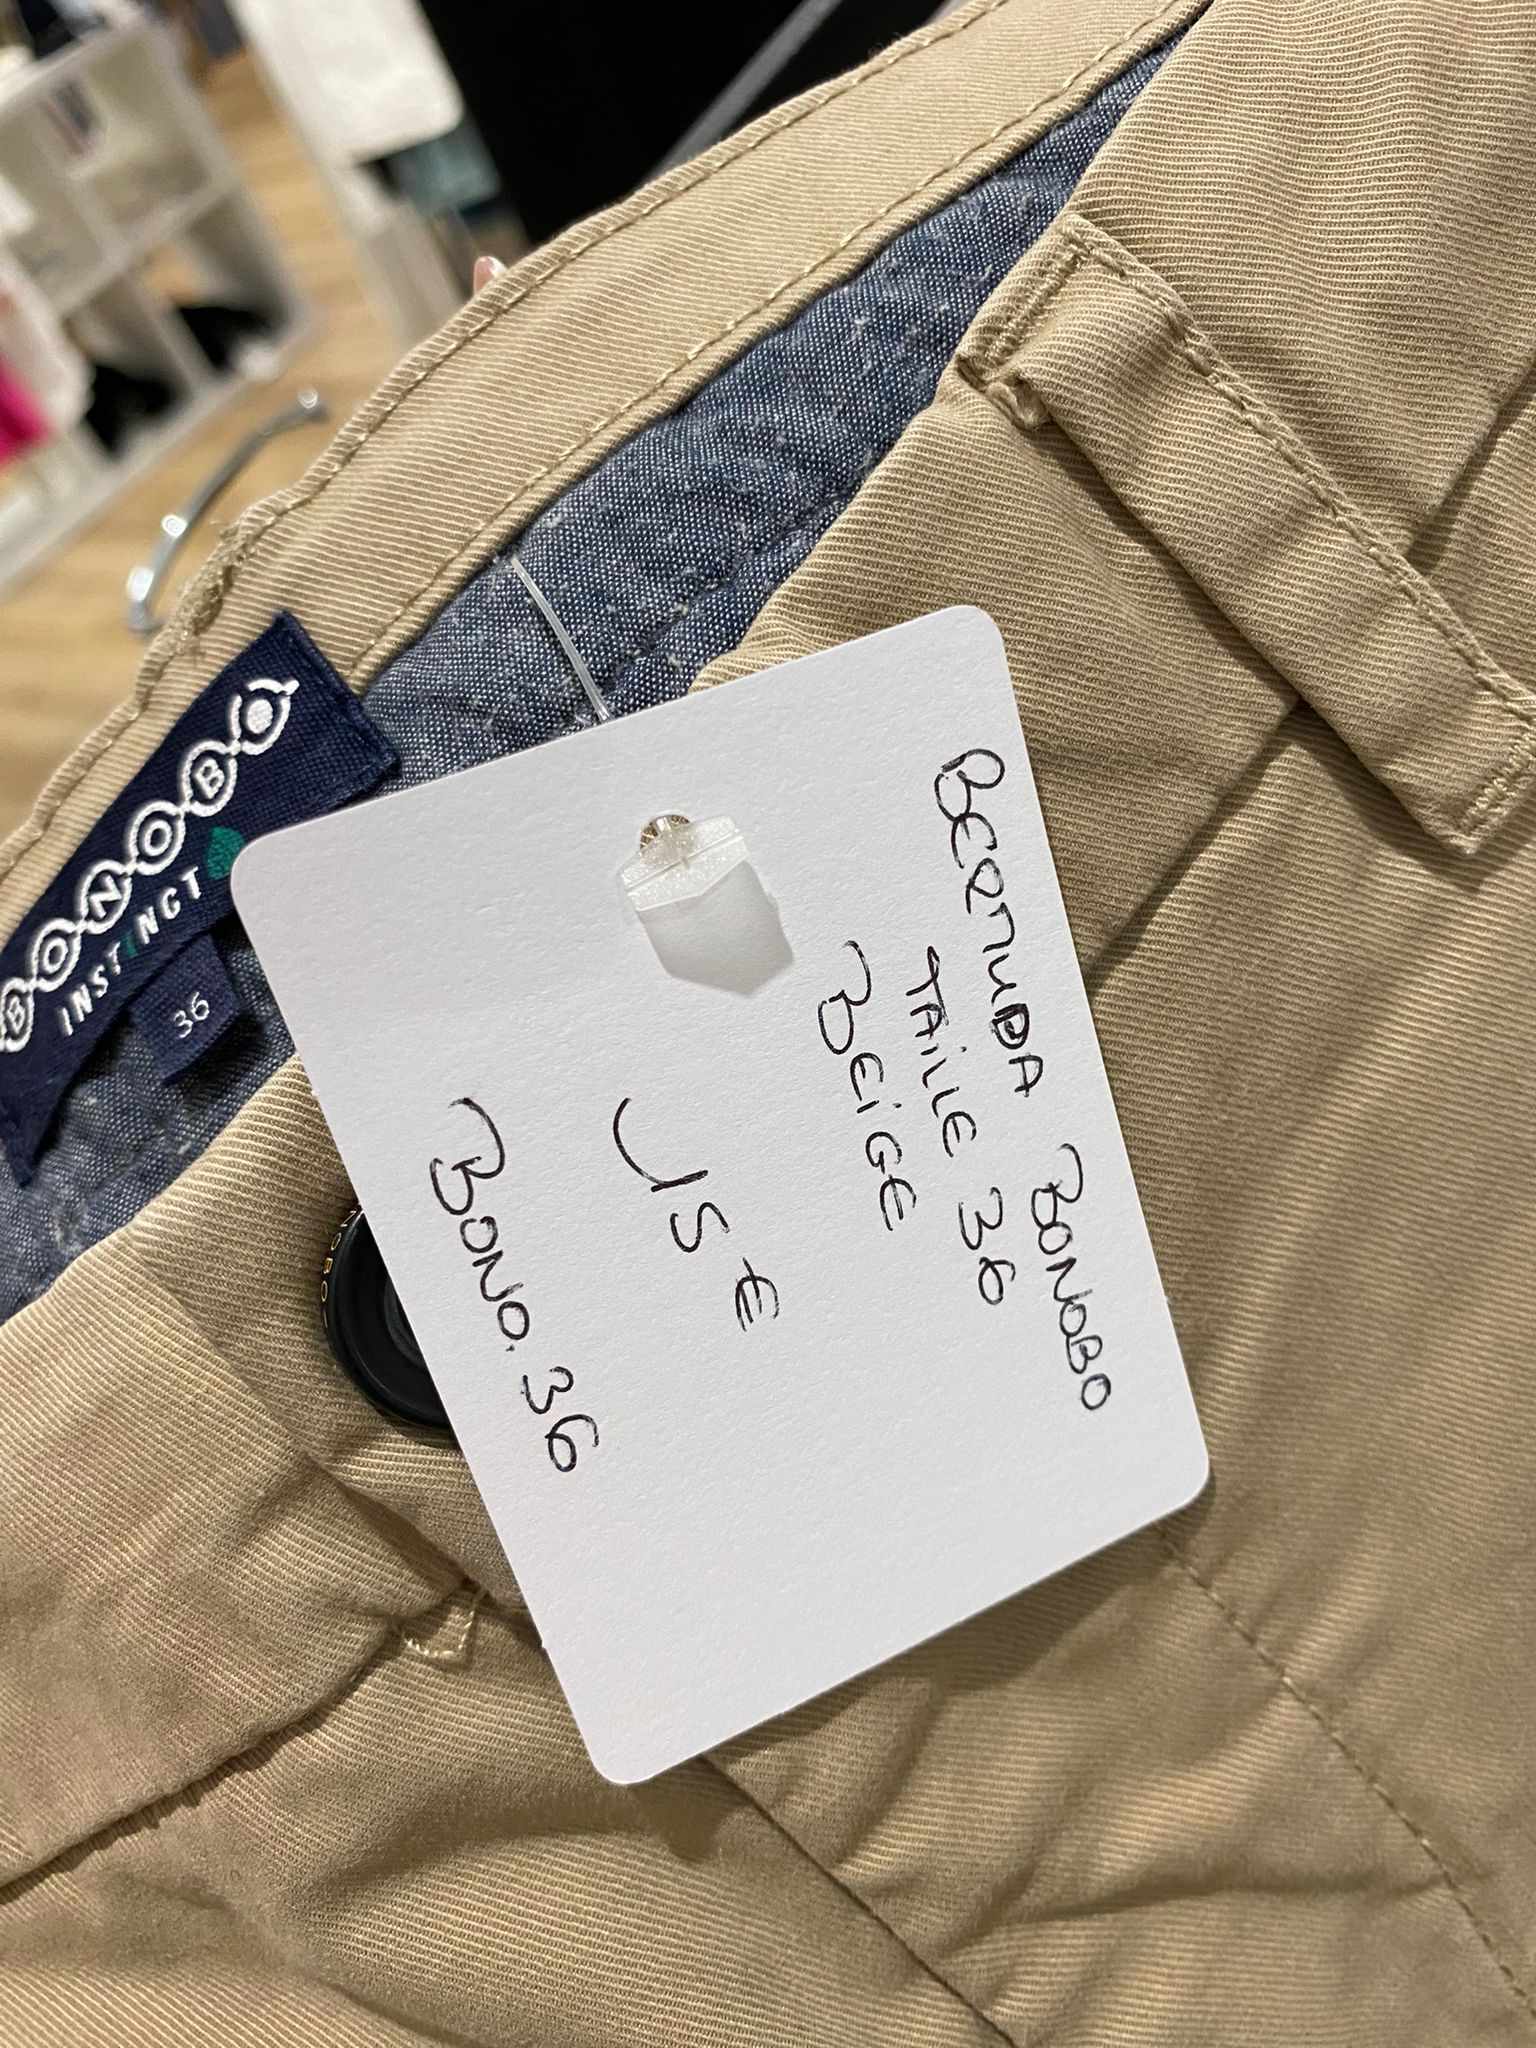 BERMUDA BONOBO
TAILLE 36
BEIGE
15 €
BONO.36
BONOBO
INSTINCT
36